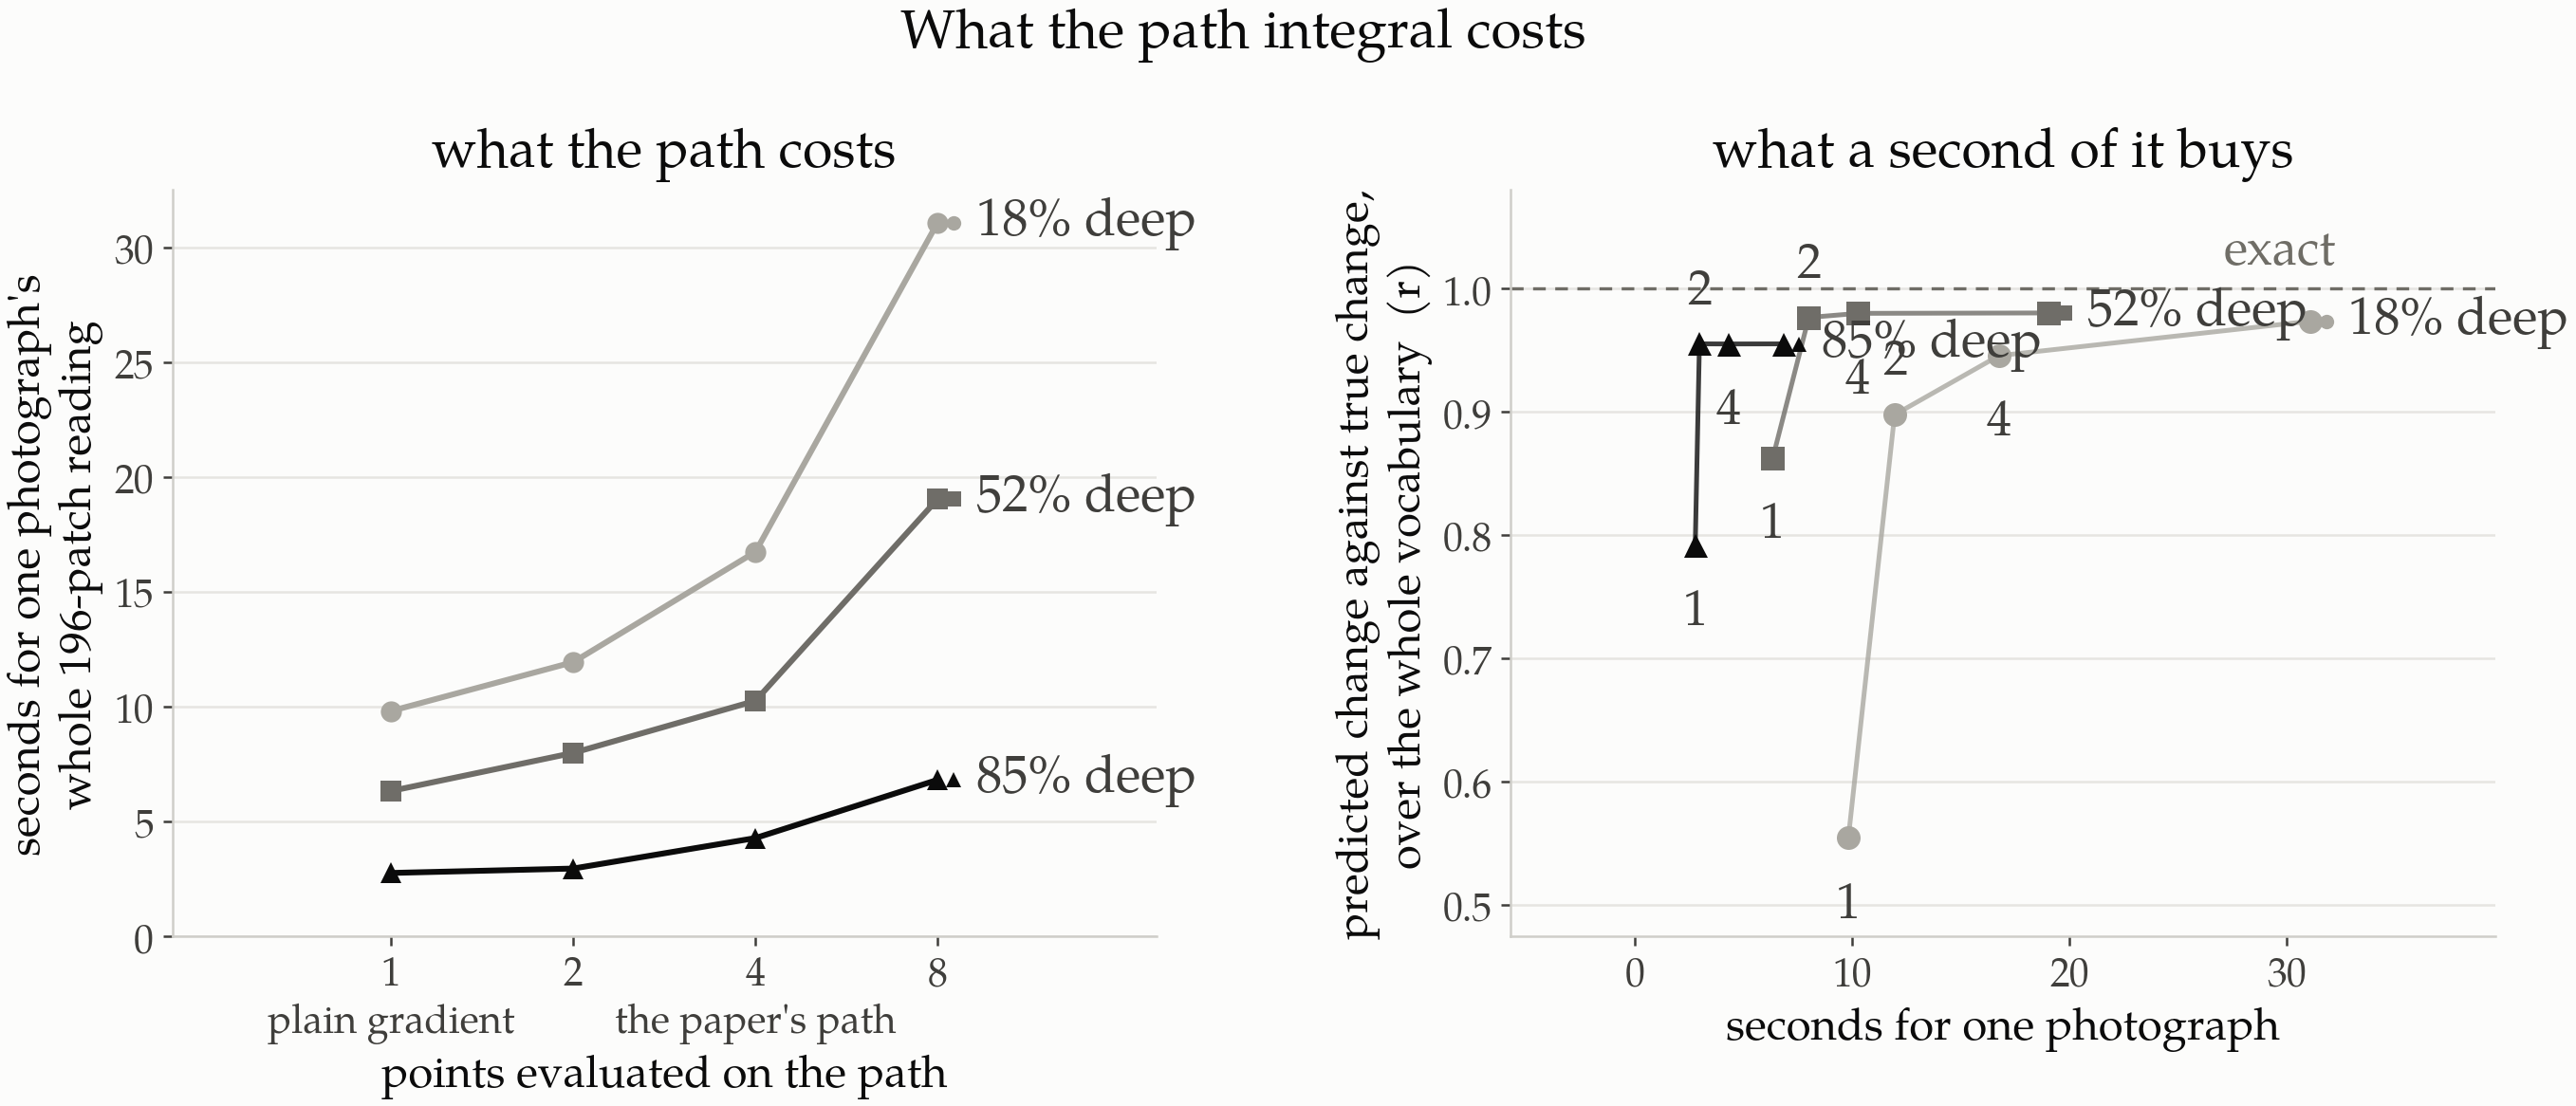 What the path integral costs
what the path costs
seconds for one photograph's
whole 196-patch reading
30
25
20
15
10
5
0
18% deep
52% deep
85% deep
1
2
4
8
plain gradient
the paper's path
points evaluated on the path
what a second of it buys
predicted change against true change,
over the whole vocabulary (r)
1.0
0.9
0.8
0.7
0.6
0.5
exact
2
2
52% deep
18% deep
85% deep
2
4
4
4
1
1
1
0
10
20
30
seconds for one photograph